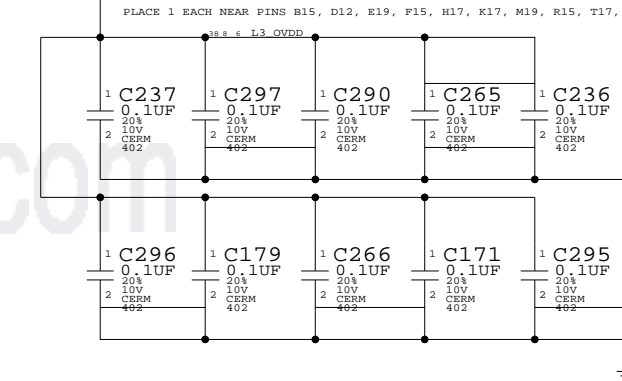 PLACE 1 EACH NEAR PINS B15, D12, E19, F15, H17, K17, M19, R15, T17,
38 8 6 L3_OVDD
1 C237 1 C297 1 C290 1 C265 1 C236
0.1UF 0.1UF 0.1UF 0.1UF 0.1UF
20% 20% 20% 20% 20%
2 10V 2 10V 2 10V 2 10V 2 10V
CERM CERM CERM CERM CERM
402 402 402 402 402
com
1 C296 1 C179 1 C266 1 C171 1 C295
0.1UF 0.1UF 0.1UF 0.1UF 0.1UF
20% 20% 20% 20% 20%
2 10V 2 10V 2 10V 2 10V 2 10V
CERM CERM CERM CERM CERM
402 402 402 402 402